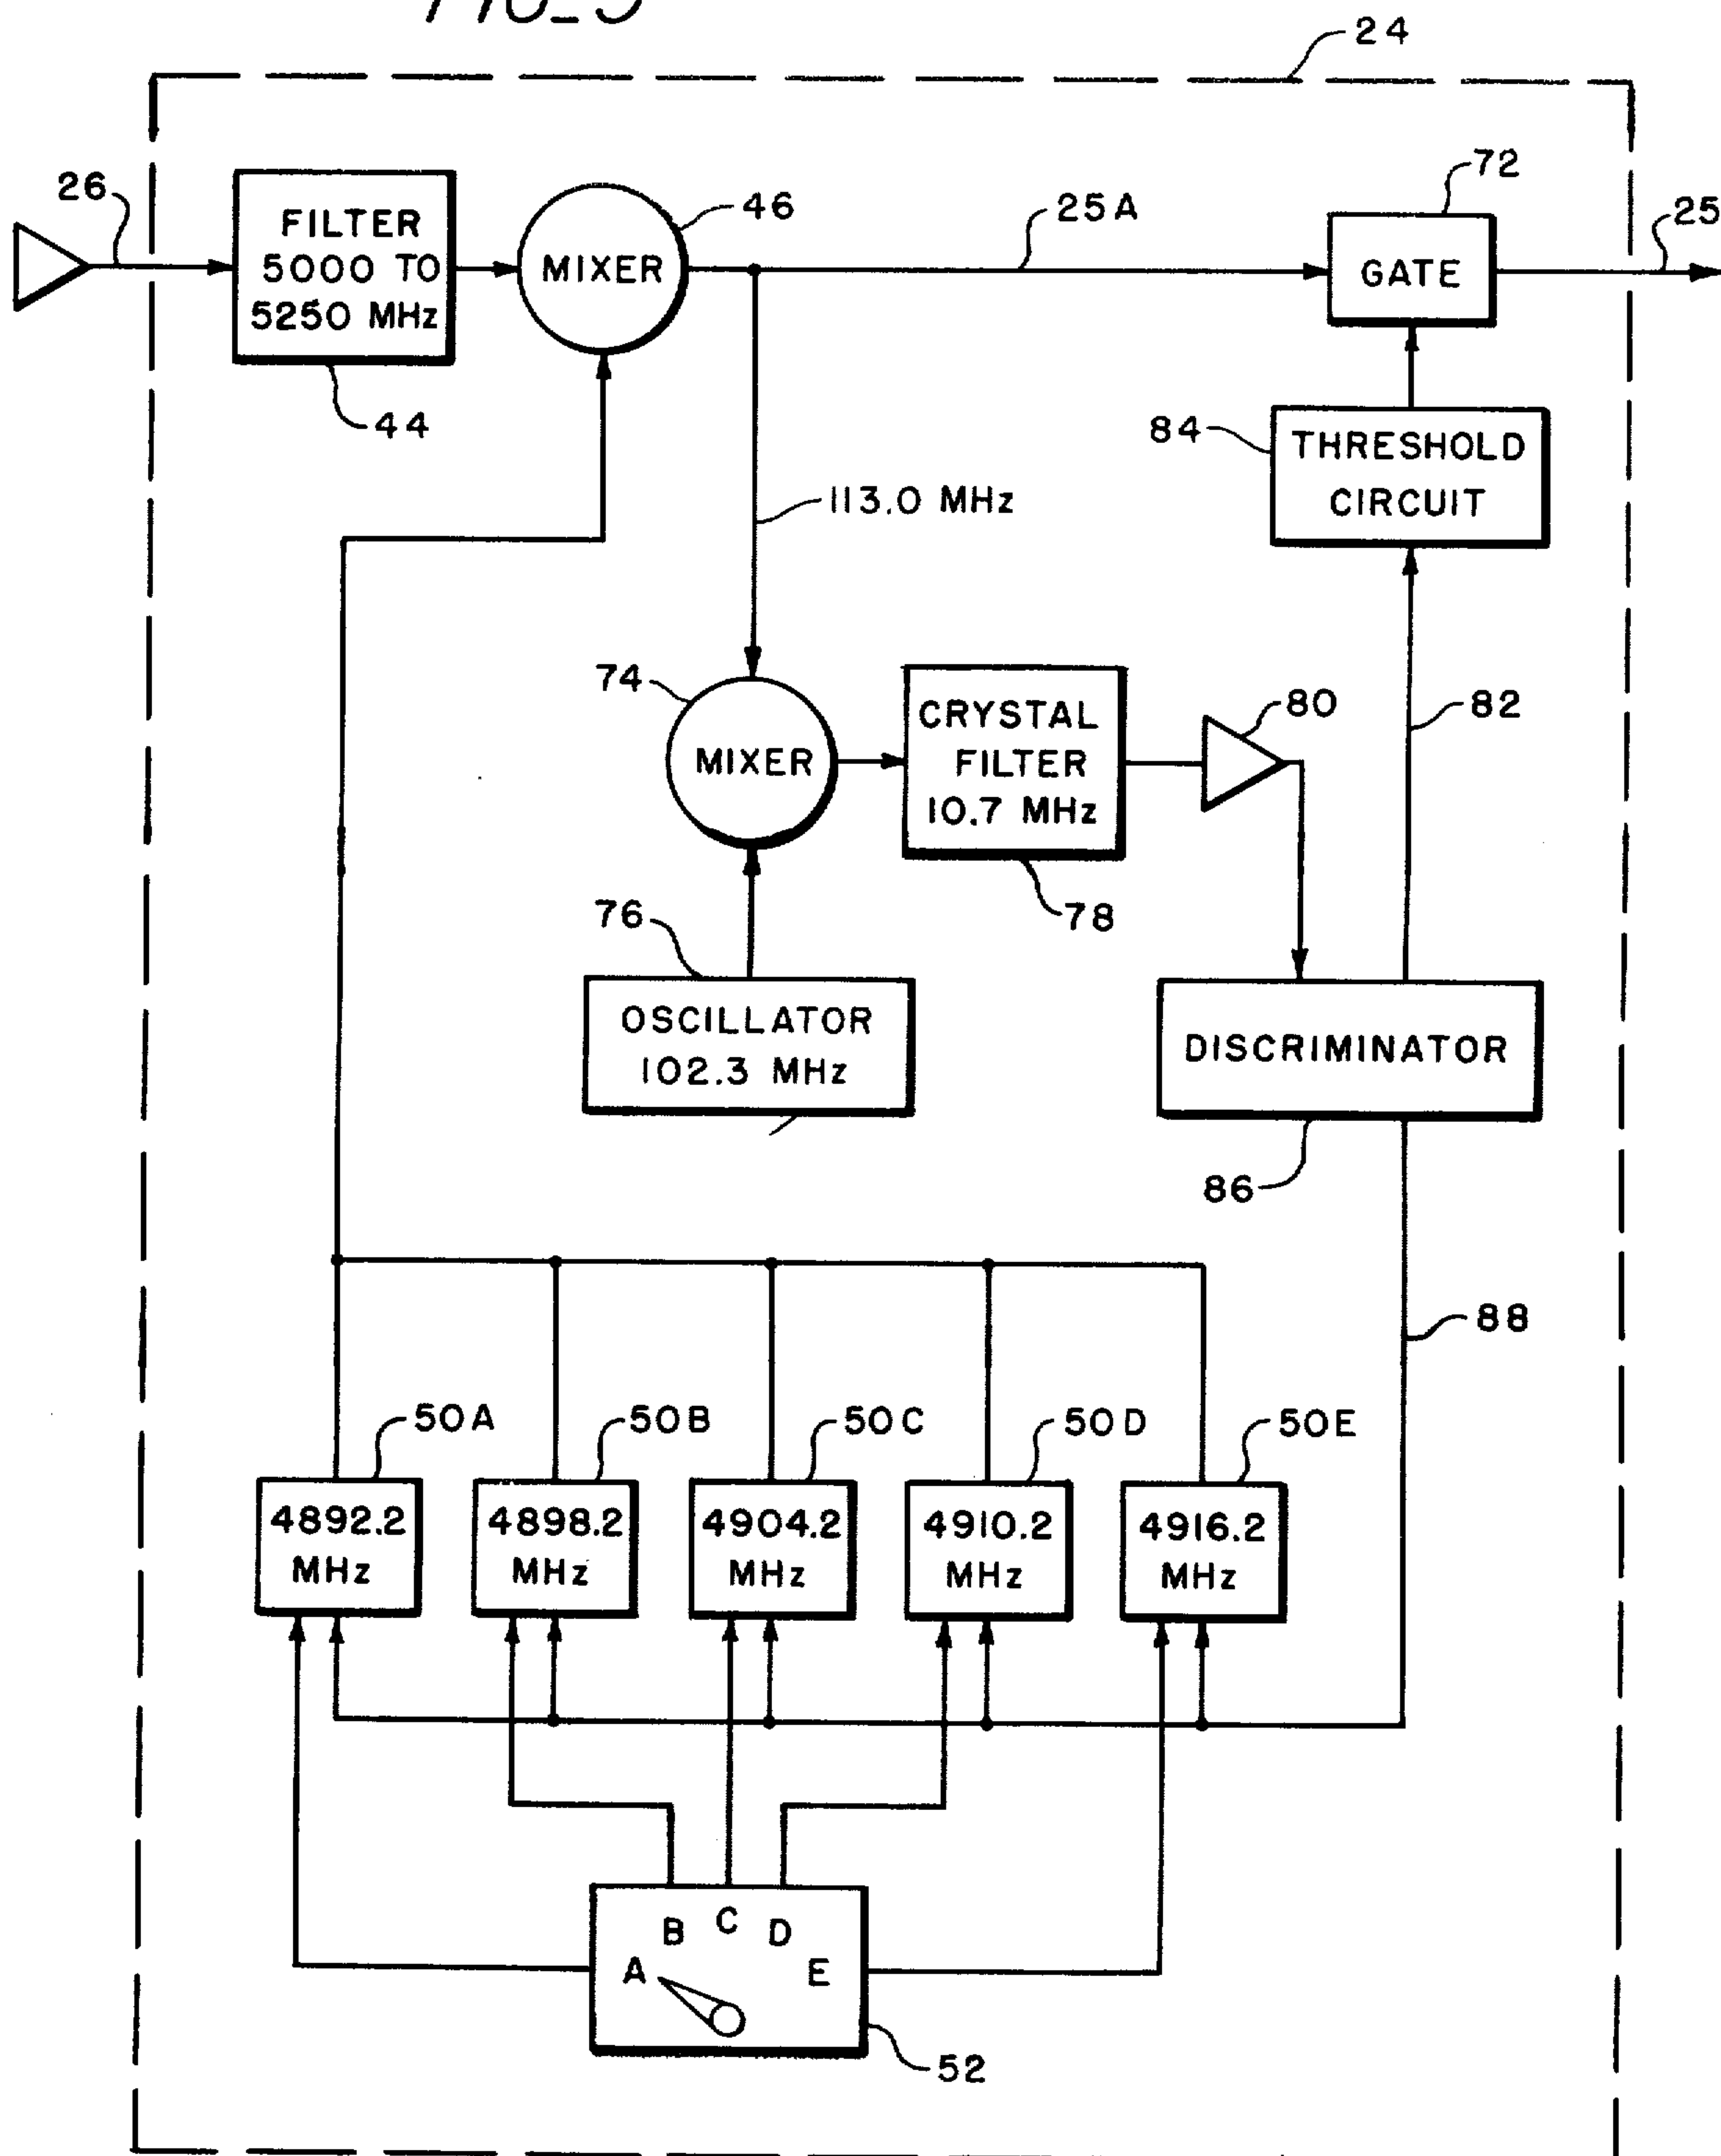 24
26
FILTER
5000 TO
5250 MHz
44
MIXER
46
25A
72
GATE
25
84
THRESHOLD
CIRCUIT
113.0 MHz
74
MIXER
CRYSTAL
FILTER
10.7 MHz
78
80
82
76
OSCILLATOR
102.3 MHz
DISCRIMINATOR
86
88
50A
50B
50C
50D
50E
4892.2
MHz
4898.2
MHz
4904.2
MHz
4910.2
MHz
4916.2
MHz
A
B
C
D
E
52